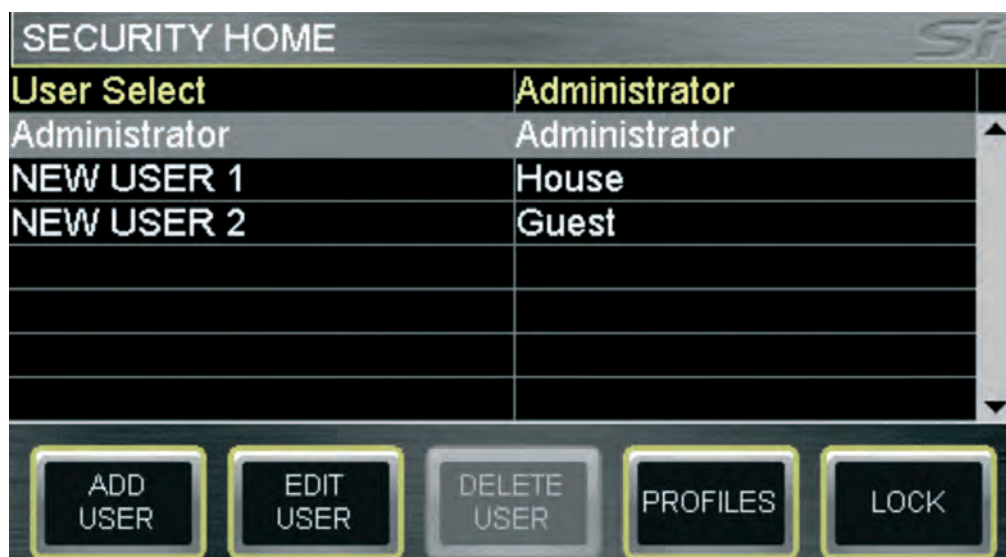 SECURITY HOME Si
User Select Administrator
Administrator Administrator
NEW USER 1 House
NEW USER 2 Guest
ADD USER EDIT USER DELETE USER PROFILES LOCK